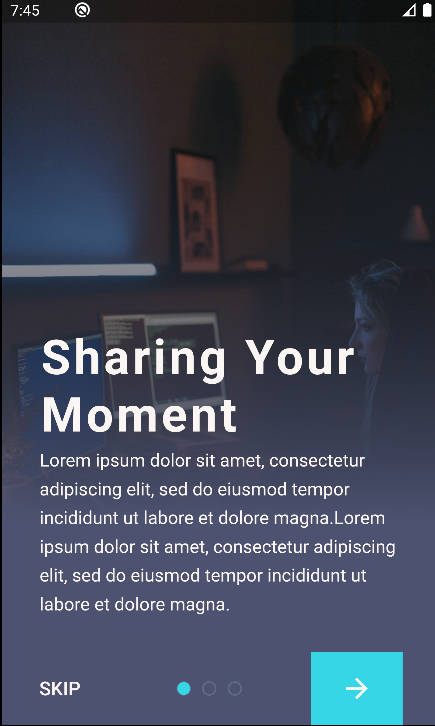 7:45
Sharing Your
Moment
Lorem ipsum dolor sit amet, consectetur
adipiscing elit, sed do eiusmod tempor
incididunt ut labore et dolore magna.Lorem
ipsum dolor sit amet, consectetur adipiscing
elit, sed do eiusmod tempor incididunt ut
labore et dolore magna.
SKIP